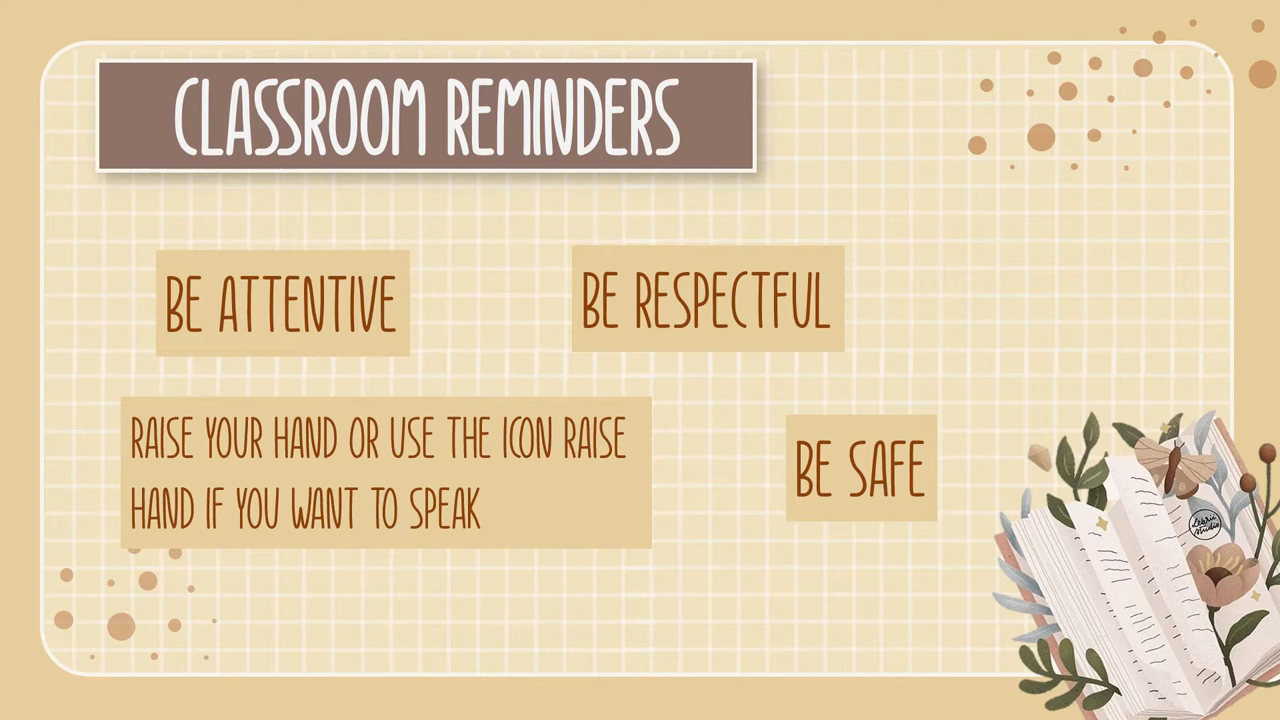 CLASSROOM REMINDERS
BE ATTENTIVE
BE RESPECTFUL
RAISE YOUR HAND OR USE THE ICON RAISE
HAND IF YOU WANT TO SPEAK
BE SAFE